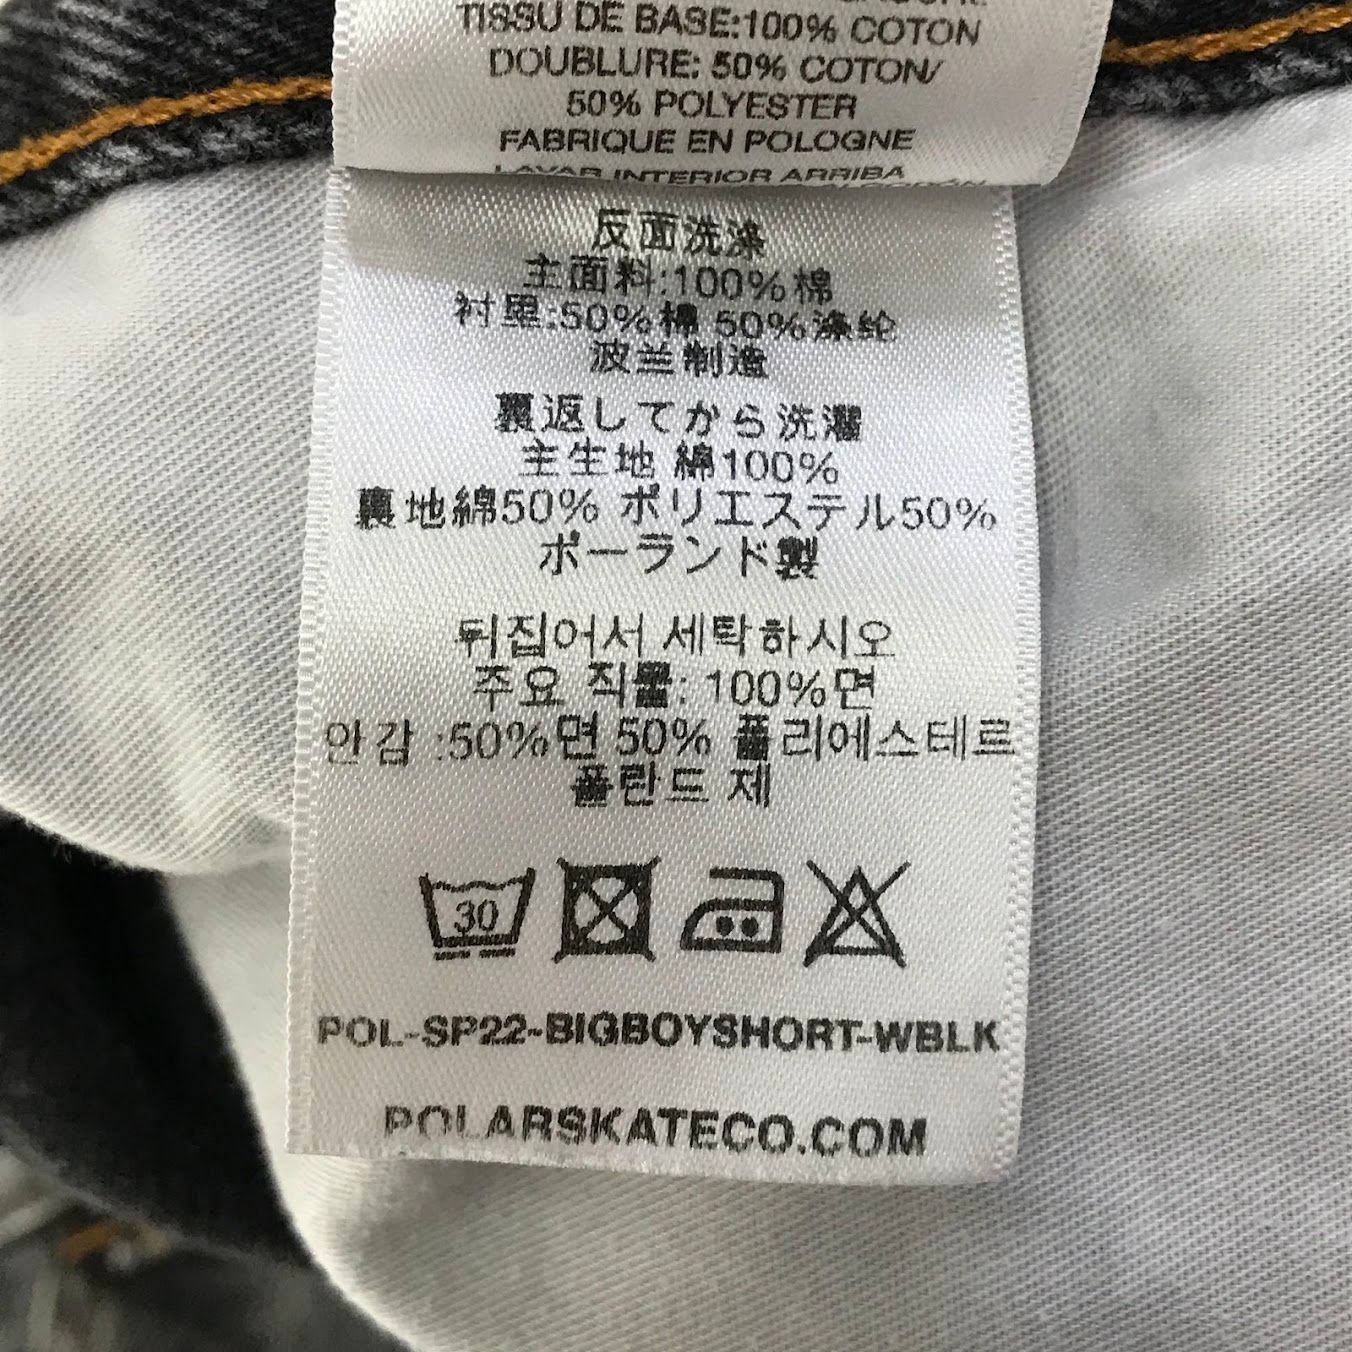 TISSU DE BASE:100% COTON
DOUBLURE: 50% COTON/
50% POLYESTER
FABRIQUE EN POLOGNE
LAVAR INTERIOR ARRIBA
反面洗涤
主面料:100%棉
衬里:50%棉 50%涤纶
波兰制造
裏返してから洗濯
主生地 綿100%
裏地綿50% ポリエステル50%
ポーランド製
뒤집어서 세탁하시오
주요 직물: 100%면
안감 :50%면 50% 폴리에스테르
폴란드 제
30
POL-SP22-BIGBOYSHORT-WBLK
POLARSKATECO.COM